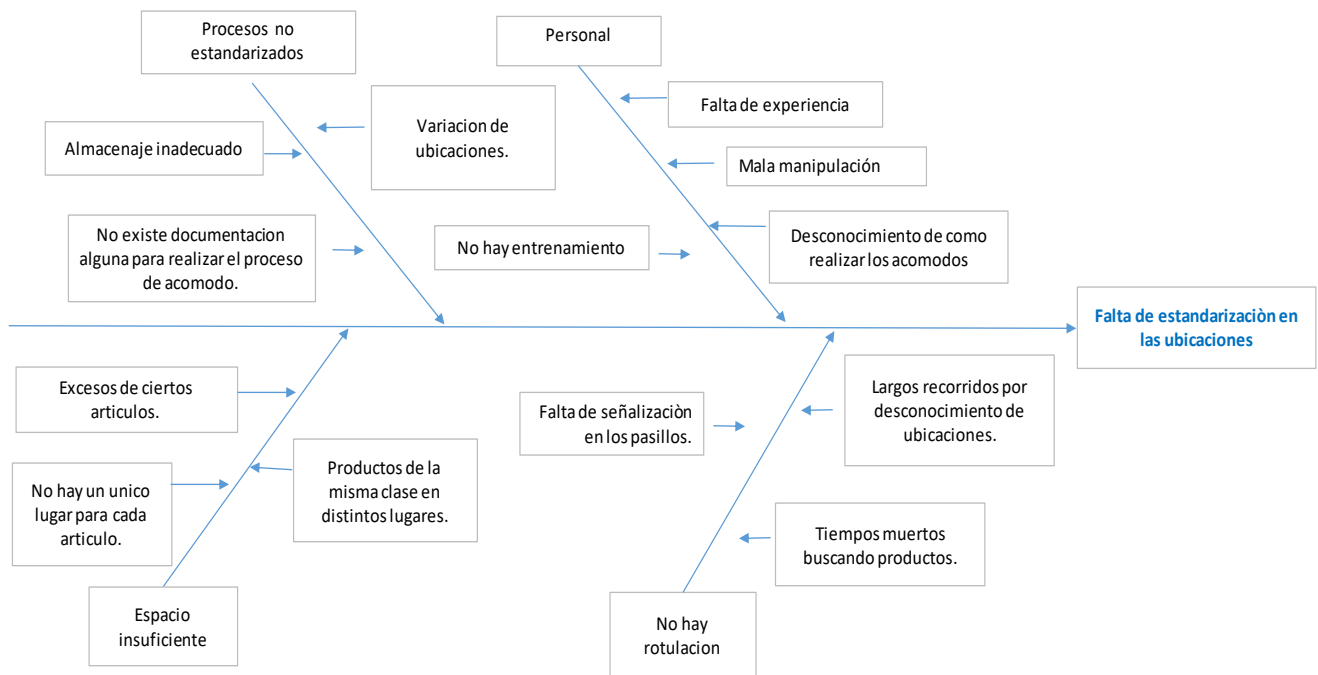 Procesos no
estandarizados
Personal
Variacion de
ubicaciones.
Falta de experiencia
Almacenaje inadecuado
Mala manipulación
No existe documentacion
alguna para realizar el proceso
de acomodo.
No hay entrenamiento
Desconocimiento de como
realizar los acomodos
Falta de estandarizaciòn en
las ubicaciones
Excesos de ciertos
articulos.
Falta de señalizaciòn
en los pasillos.
Largos recorridos por
desconocimiento de
ubicaciones.
No hay un unico
lugar para cada
articulo.
Productos de la
misma clase en
distintos lugares.
Tiempos muertos
buscando productos.
Espacio
insuficiente
No hay
rotulacion